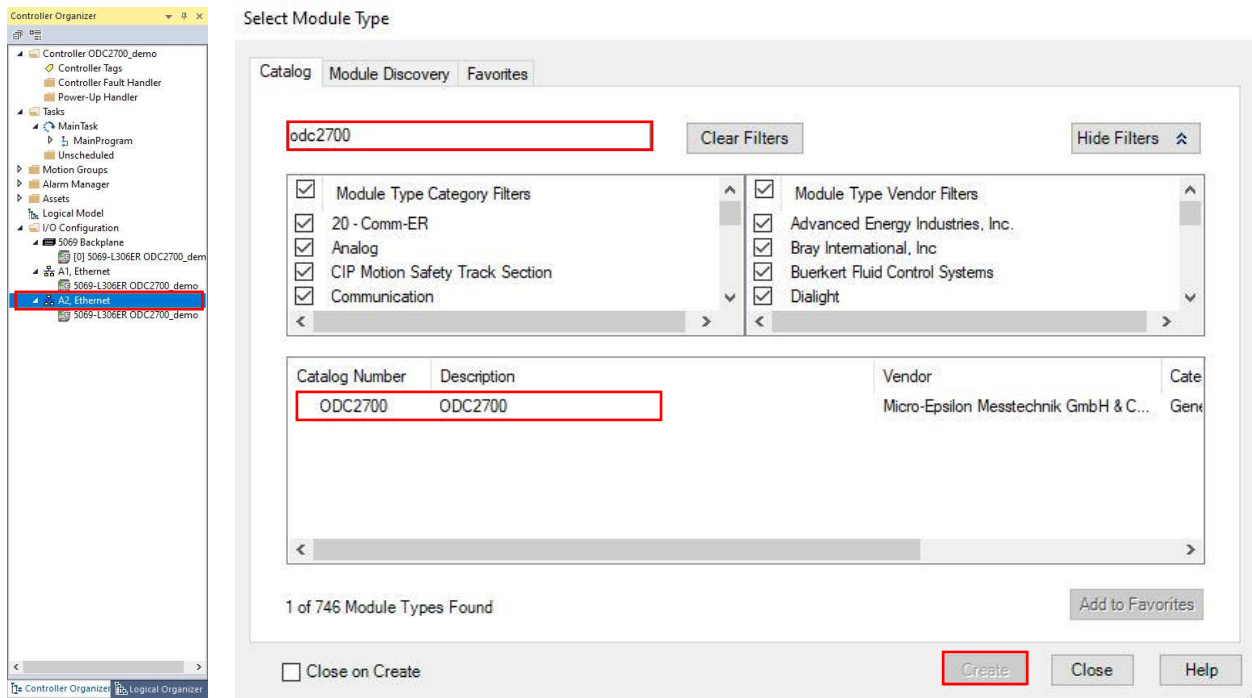 Controller Organizer
Controller ODC2700_demo
Controller Tags
Controller Fault Handler
Power-Up Handler
Tasks
MainTask
MainProgram
Unscheduled
Motion Groups
Alarm Manager
Assets
Logical Model
I/O Configuration
5069 Backplane
[0] 5069-L306ER ODC2700_dem
A1, Ethernet
5069-L306ER ODC2700_demo
A2, Ethernet
5069-L306ER ODC2700_demo
Controller Organizer Logical Organizer
Select Module Type
Catalog Module Discovery Favorites
odc2700 Clear Filters Hide Filters
Module Type Category Filters
20 - Comm-ER
Analog
CIP Motion Safety Track Section
Communication
Module Type Vendor Filters
Advanced Energy Industries, Inc.
Bray International, Inc
Buerkert Fluid Control Systems
Dialight
Catalog Number Description Vendor Cate
ODC2700 ODC2700 Micro-Epsilon Messtechnik GmbH & C... Gene
1 of 746 Module Types Found Add to Favorites
Close on Create Create Close Help